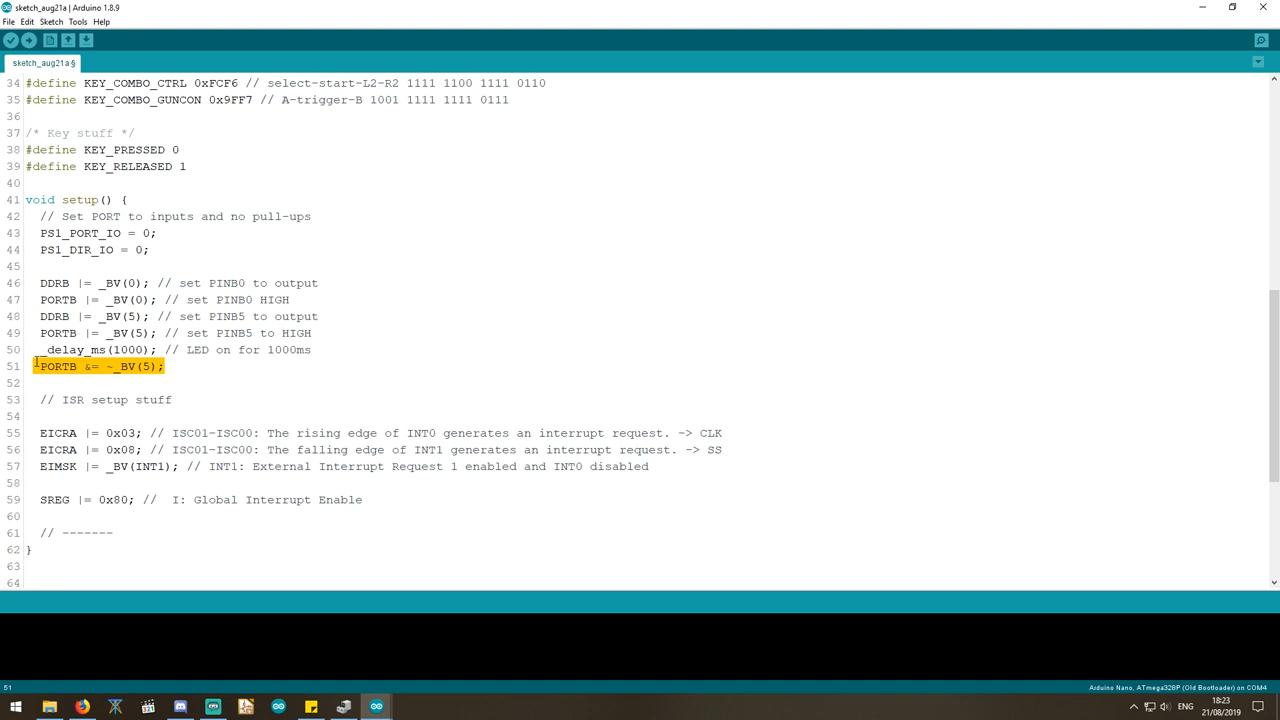 sketch_aug21a | Arduino 1.8.9
File Edit Sketch Tools Help
sketch_aug21a §
34 #define KEY_COMBO_CTRL 0xFCF6 // select-start-L2-R2 1111 1100 1111 0110
35 #define KEY_COMBO_GUNCON 0x9FF7 // A-trigger-B 1001 1111 1111 0111
36
37 /* Key stuff */
38 #define KEY_PRESSED 0
39 #define KEY_RELEASED 1
40
41 void setup() {
42 // Set PORT to inputs and no pull-ups
43 PS1_PORT_IO = 0;
44 PS1_DIR_IO = 0;
45
46 DDRB |= _BV(0); // set PINB0 to output
47 PORTB |= _BV(0); // set PINB0 HIGH
48 DDRB |= _BV(5); // set PINB5 to output
49 PORTB |= _BV(5); // set PINB5 to HIGH
50 _delay_ms(1000); // LED on for 1000ms
51 PORTB &= ~_BV(5);
52
53 // ISR setup stuff
54
55 EICRA |= 0x03; // ISC01-ISC00: The rising edge of INT0 generates an interrupt request. -> CLK
56 EICRA |= 0x08; // ISC01-ISC00: The falling edge of INT1 generates an interrupt request. -> SS
57 EIMSK |= _BV(INT1); // INT1: External Interrupt Request 1 enabled and INT0 disabled
58
59 SREG |= 0x80; // I: Global Interrupt Enable
60
61 // -------
62 }
63
64
51
Arduino Nano, ATmega328P (Old Bootloader) on COM4
ENG
18:23
21/08/2019